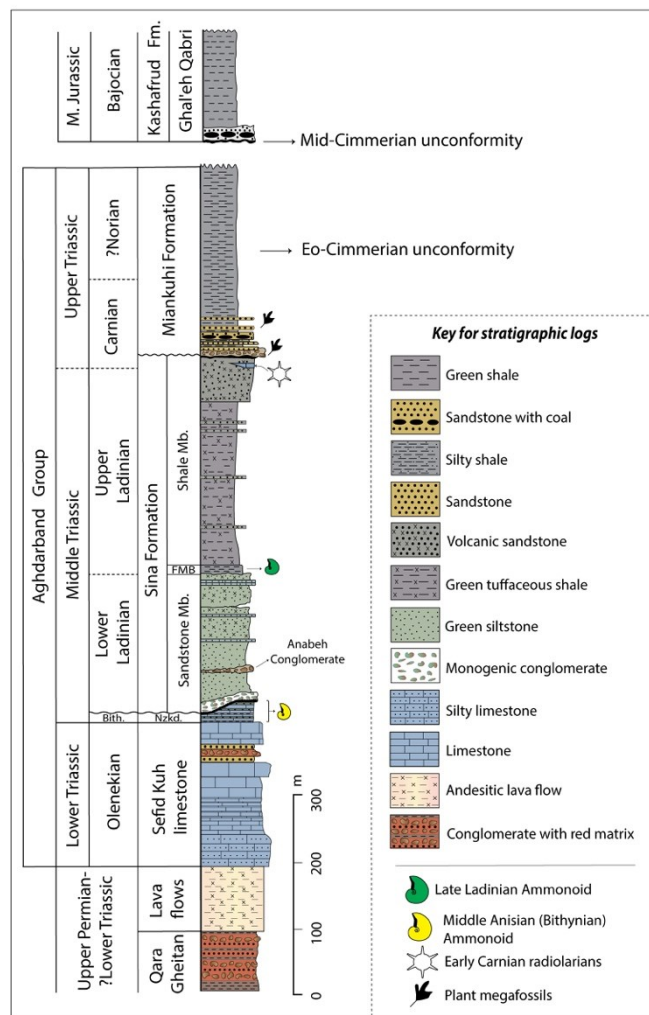 M. Jurassic
Bajocian
Kashafrud Fm.
Ghal'eh Qabri
Mid-Cimmerian unconformity
Aghdarband Group
Upper Triassic
?Norian
Carnian
Miankuhi Formation
Eo-Cimmerian unconformity
Middle Triassic
Upper
Ladinian
Lower
Ladinian
Bith.
Sina Formation
Shale Mb.
FMB
Sandstone Mb.
Nzkd.
Anabeh
Conglomerate
Lower Triassic
Olenekian
Sefid Kuh
limestone
Upper Permian-
?Lower Triassic
Lava
flows
Qara
Gheitan
m
300
200
100
0
Key for stratigraphic logs
Green shale
Sandstone with coal
Silty shale
Sandstone
Volcanic sandstone
Green tuffaceous shale
Green siltstone
Monogenic conglomerate
Silty limestone
Limestone
Andesitic lava flow
Conglomerate with red matrix
Late Ladinian Ammonoid
Middle Anisian (Bithynian)
Ammonoid
Early Carnian radiolarians
Plant megafossils